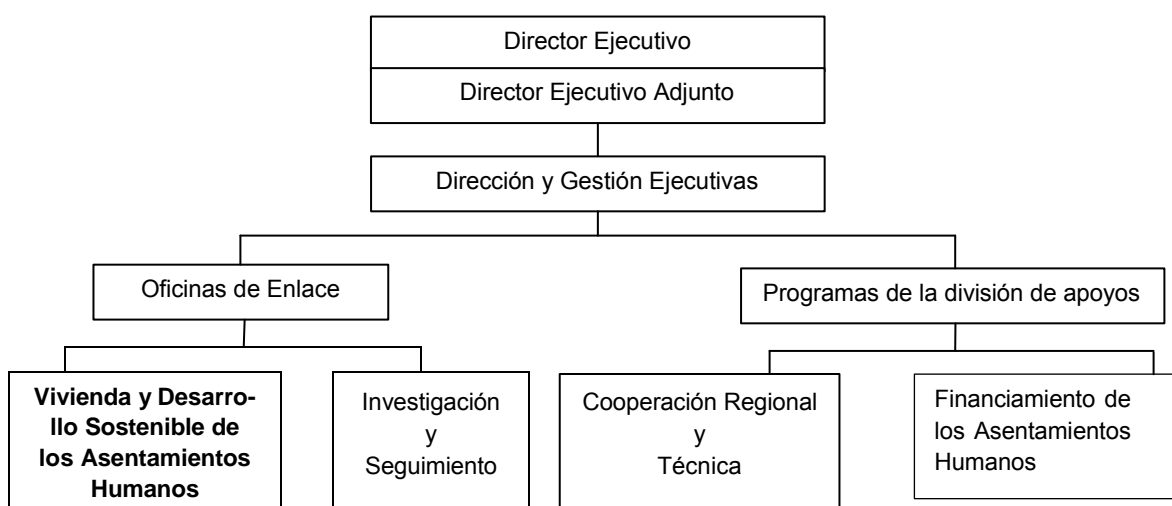 Director Ejecutivo
Director Ejecutivo Adjunto
Dirección y Gestión Ejecutivas
Oficinas de Enlace
Programas de la división de apoyos
Vivienda y Desarro-
llo Sostenible de
los Asentamientos
Humanos
Investigación
y
Seguimiento
Cooperación Regional
y
Técnica
Financiamiento de
los Asentamientos
Humanos